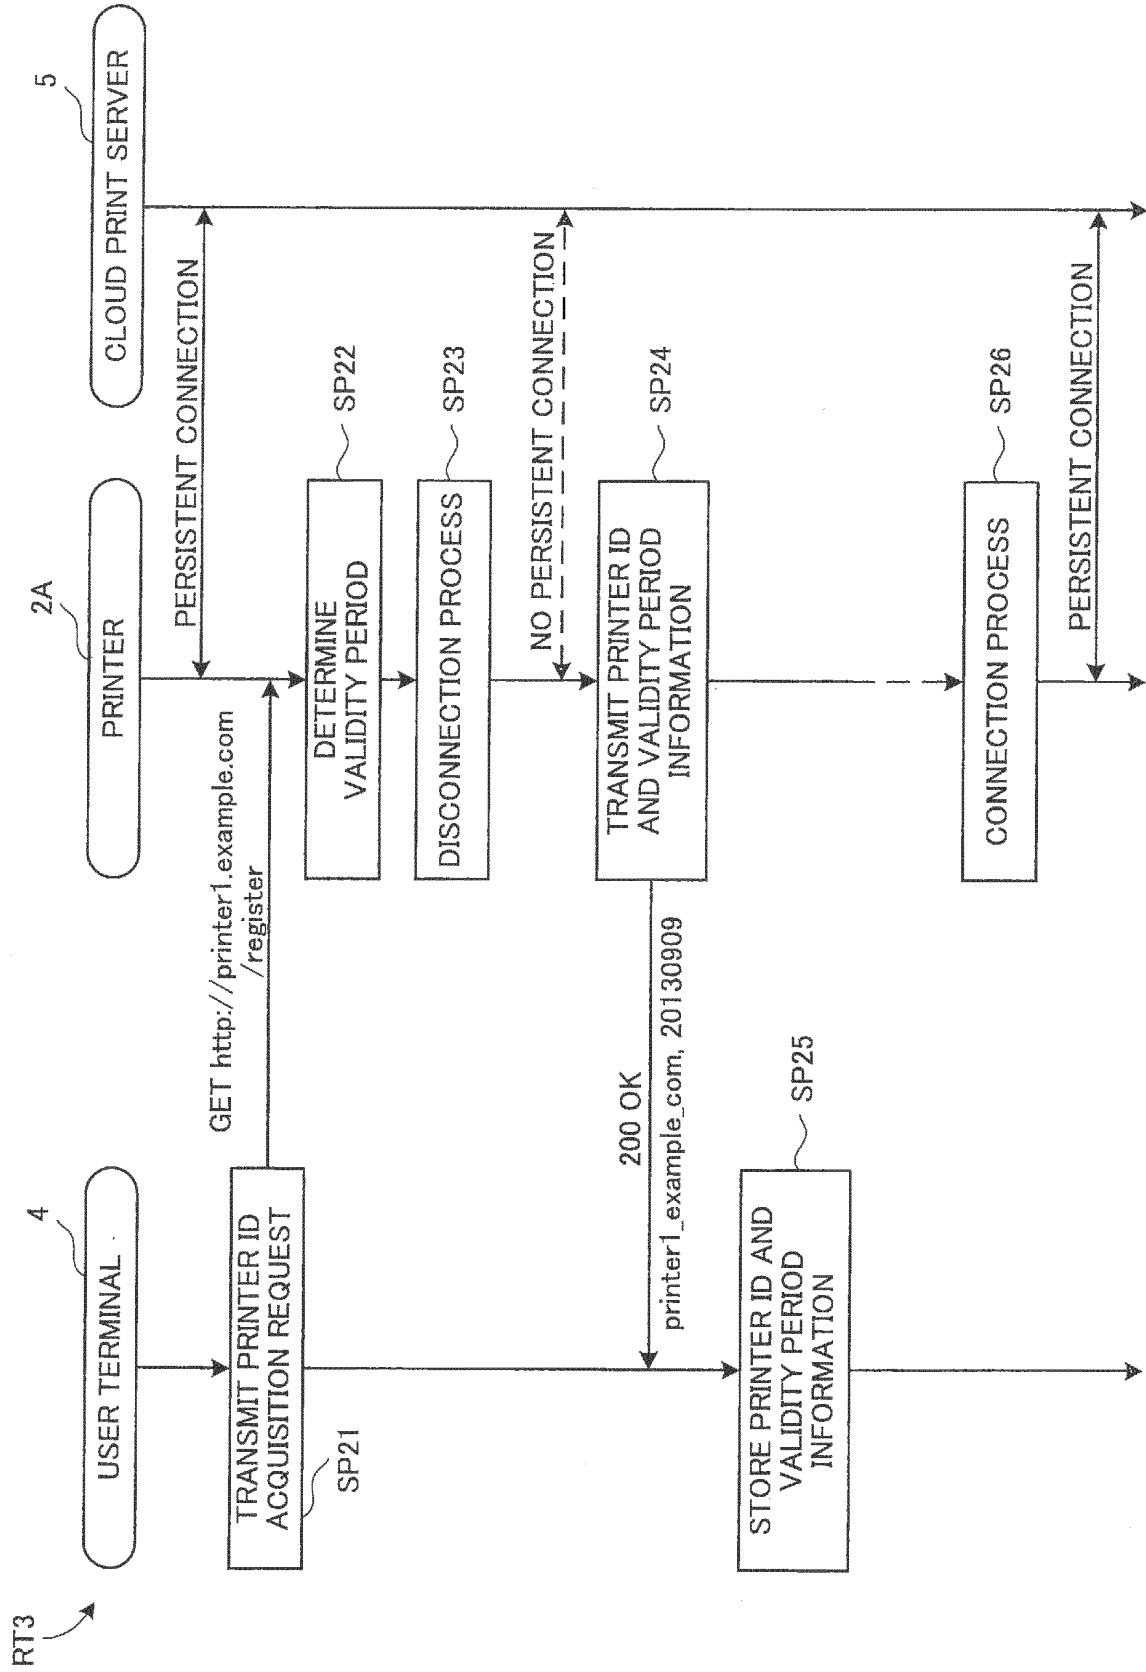 RT3
4
USER TERMINAL
2A
PRINTER
5
CLOUD PRINT SERVER
PERSISTENT CONNECTION
TRANSMIT PRINTER ID
ACQUISITION REQUEST
SP21
GET http://printer1.example.com
/register
DETERMINE
VALIDITY PERIOD
SP22
DISCONNECTION PROCESS
SP23
NO PERSISTENT CONNECTION
TRANSMIT PRINTER ID
AND VALIDITY PERIOD
INFORMATION
SP24
200 OK
printer1_example_com, 20130909
STORE PRINTER ID AND
VALIDITY PERIOD
INFORMATION
SP25
CONNECTION PROCESS
SP26
PERSISTENT CONNECTION